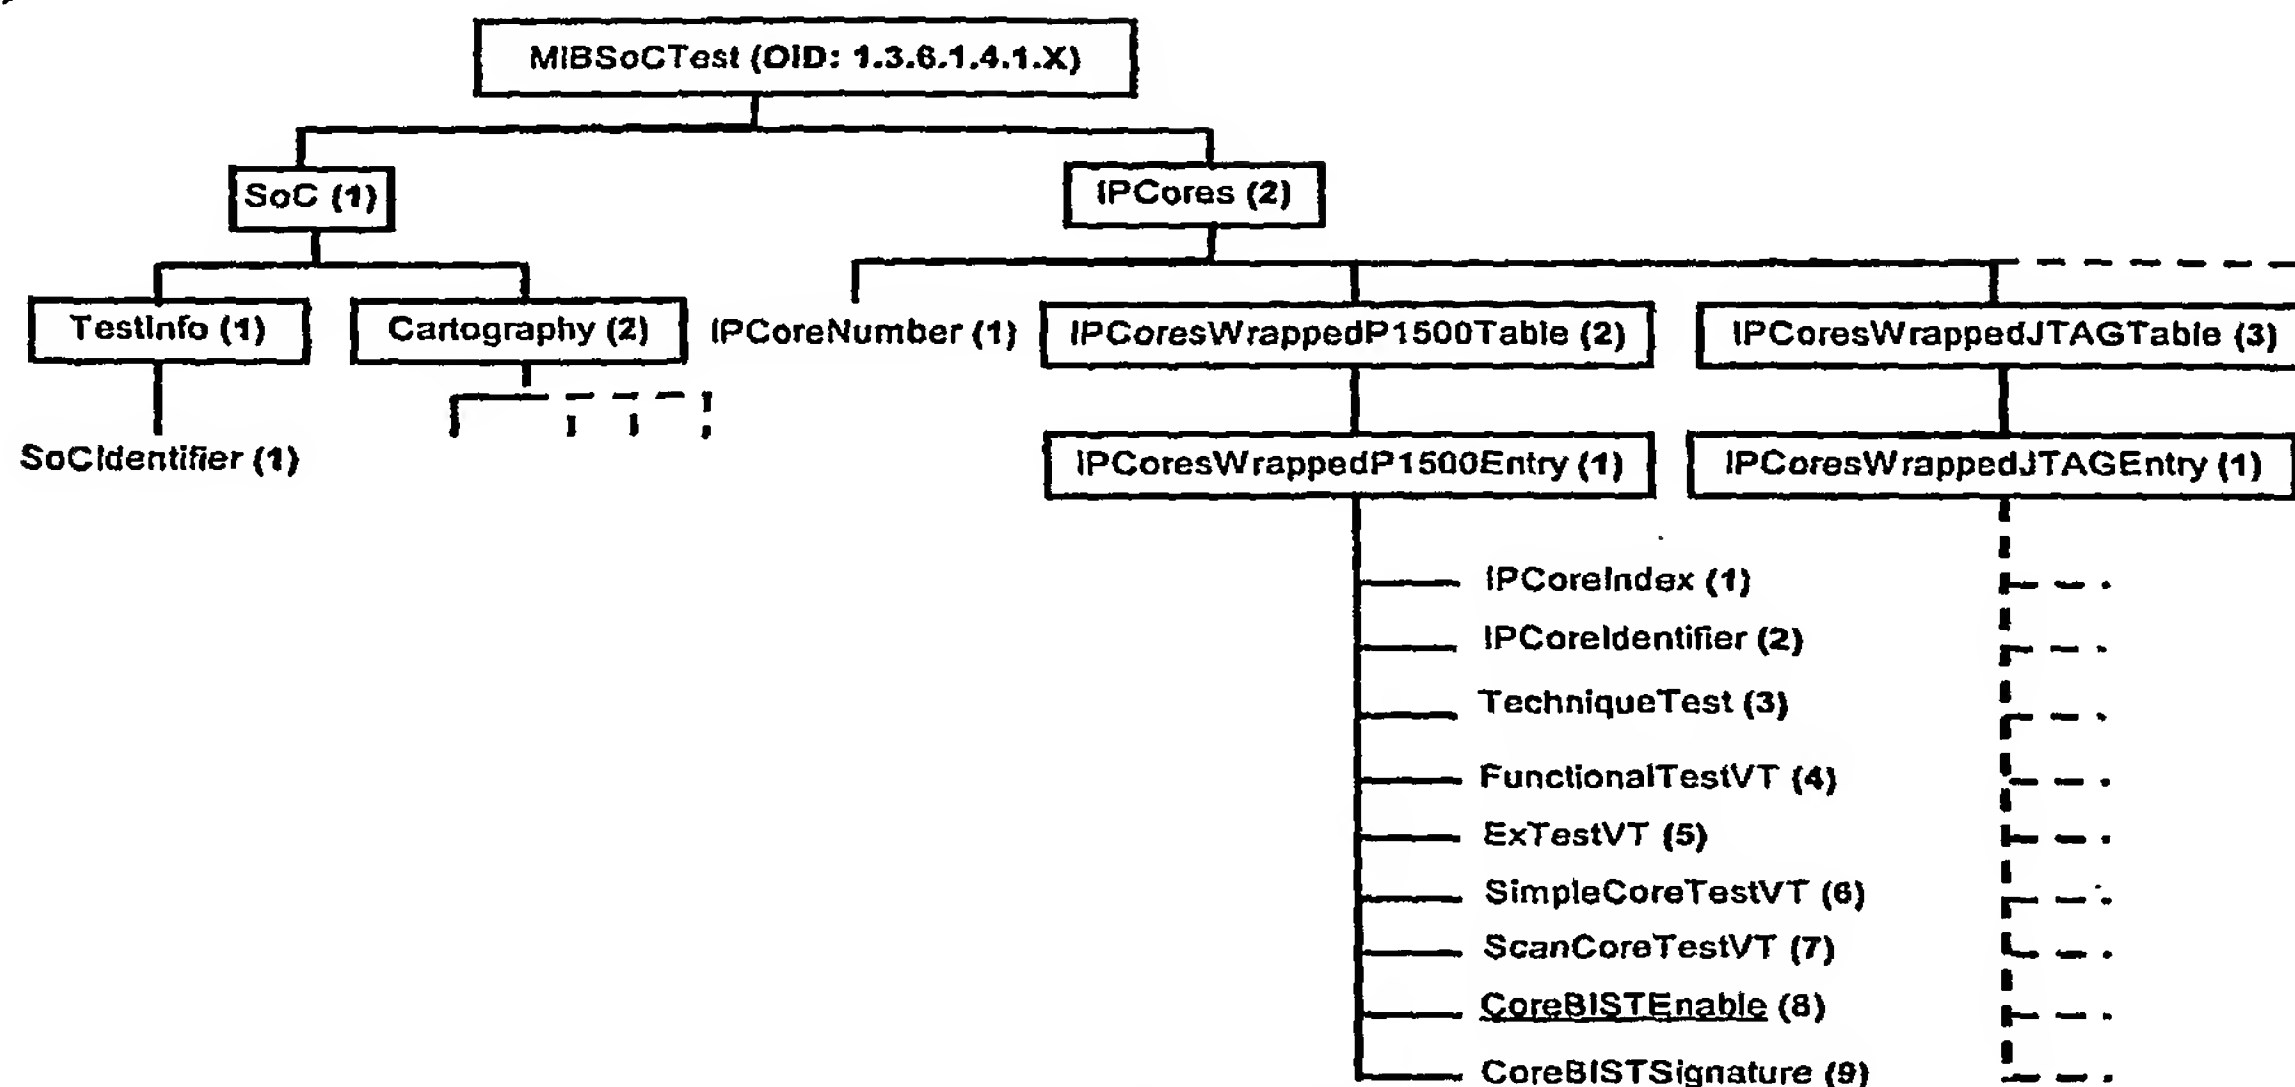 MIBSoCTest (OID: 1.3.6.1.4.1.X)
SoC (1)
IPCores (2)
TestInfo (1)
Cartography (2)
IPCoreNumber (1)
IPCoresWrappedP1500Table (2)
IPCoresWrappedJTAGTable (3)
SoCIdentifier (1)
IPCoresWrappedP1500Entry (1)
IPCoresWrappedJTAGEntry (1)
IPCoreIndex (1)
IPCoreIdentifier (2)
TechniqueTest (3)
FunctionalTestVT (4)
ExTestVT (5)
SimpleCoreTestVT (6)
ScanCoreTestVT (7)
CoreBISTEnable (8)
CoreBISTSignature (9)